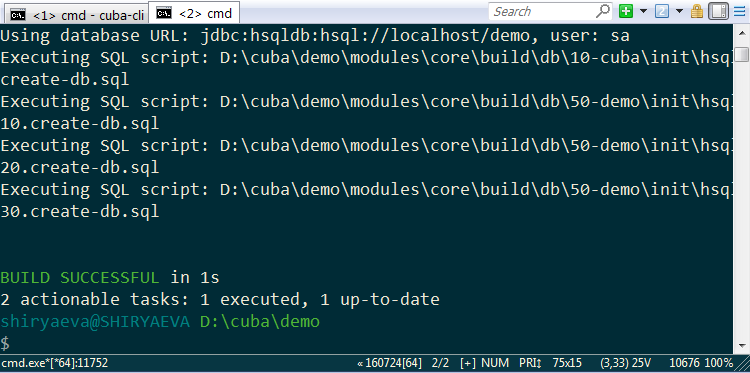 <1> cmd - cuba-cli
<2> cmd
Search
Using database URL: jdbc:hsqldb:hsql://localhost/demo, user: sa
Executing SQL script: D:\cuba\demo\modules\core\build\db\10-cuba\init\hsql
create-db.sql
Executing SQL script: D:\cuba\demo\modules\core\build\db\50-demo\init\hsql
10.create-db.sql
Executing SQL script: D:\cuba\demo\modules\core\build\db\50-demo\init\hsql
20.create-db.sql
Executing SQL script: D:\cuba\demo\modules\core\build\db\50-demo\init\hsql
30.create-db.sql
BUILD SUCCESSFUL in 1s
2 actionable tasks: 1 executed, 1 up-to-date
shiryaeva@SHIRYAEVA D:\cuba\demo
$
cmd.exe*[*64]:11752 « 160724[64] 2/2 [+] NUM PRI↕ 75x15 (3,33) 25V 10676 100%